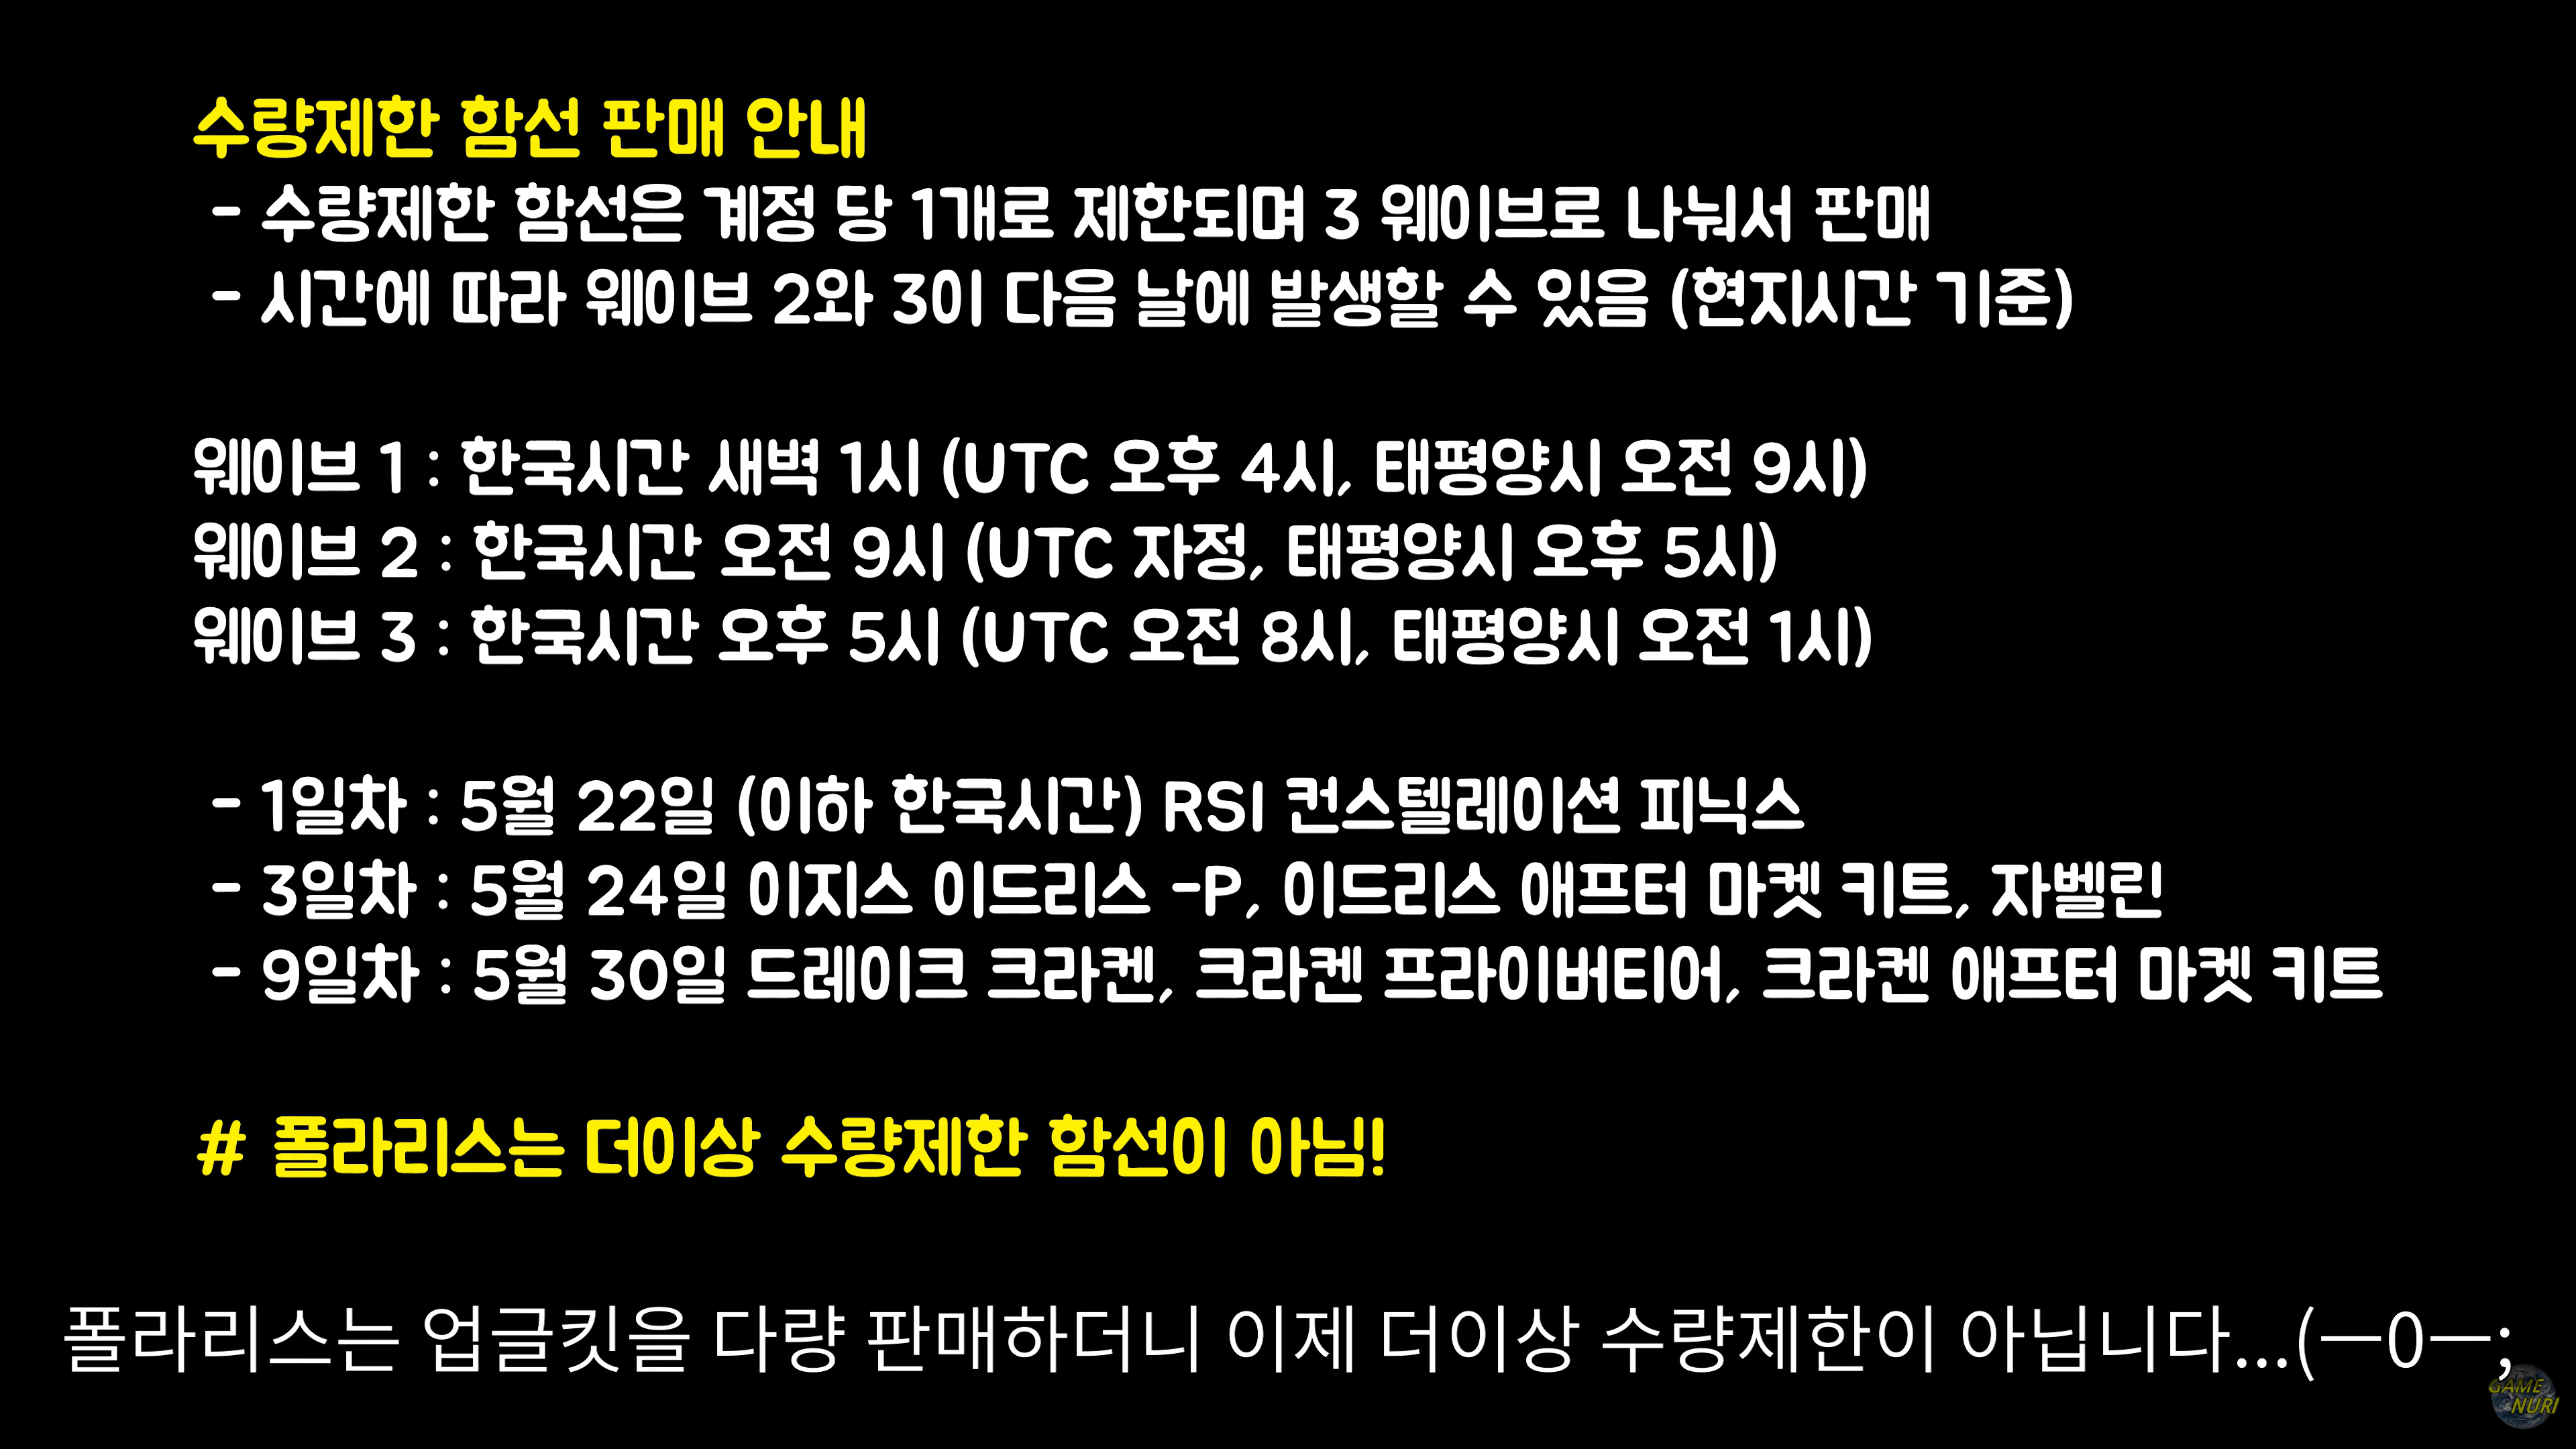 수량제한 함선 판매 안내
- 수량제한 함선은 계정 당 1개로 제한되며 3 웨이브로 나눠서 판매
- 시간에 따라 웨이브 2와 3이 다음 날에 발생할 수 있음 (현지시간 기준)
웨이브 1 : 한국시간 새벽 1시 (UTC 오후 4시, 태평양시 오전 9시)
웨이브 2 : 한국시간 오전 9시 (UTC 자정, 태평양시 오후 5시)
웨이브 3 : 한국시간 오후 5시 (UTC 오전 8시, 태평양시 오전 1시)
- 1일차 : 5월 22일 (이하 한국시간) RSI 컨스텔레이션 피닉스
- 3일차 : 5월 24일 이지스 이드리스 -P, 이드리스 애프터 마켓 키트, 자벨린
- 9일차 : 5월 30일 드레이크 크라켄, 크라켄 프라이버티어, 크라켄 애프터 마켓 키트
# 폴라리스는 더이상 수량제한 함선이 아님!
폴라리스는 업글킷을 다량 판매하더니 이제 더이상 수량제한이 아닙니다...(ㅡ0ㅡ;
GAME
NURI